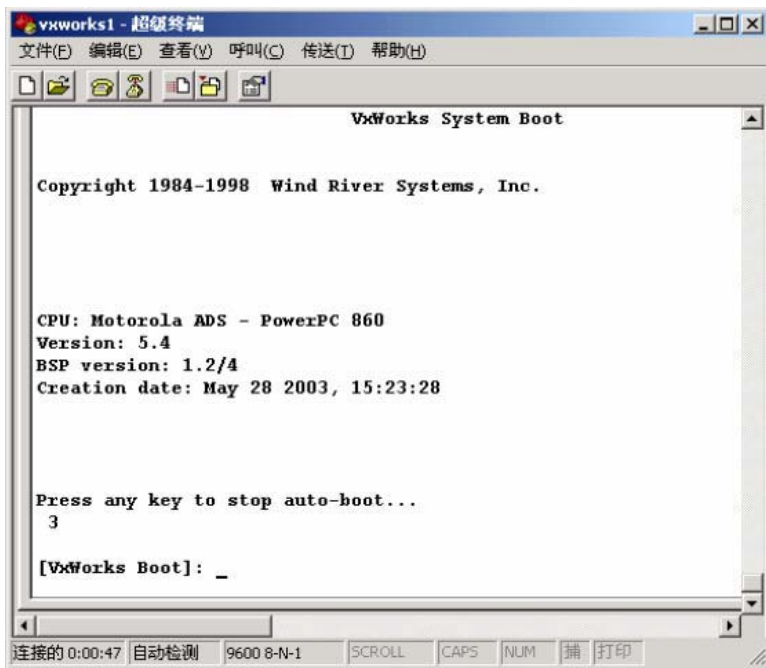 vxworks1 - 超级终端
文件(F) 编辑(E) 查看(V) 呼叫(C) 传送(T) 帮助(H)
VxWorks System Boot
Copyright 1984-1998 Wind River Systems, Inc.
CPU: Motorola ADS - PowerPC 860
Version: 5.4
BSP version: 1.2/4
Creation date: May 28 2003, 15:23:28
Press any key to stop auto-boot...
3
[VxWorks Boot]: _
连接的 0:00:47 自动检测 9600 8-N-1 SCROLL CAPS NUM 捕 打印